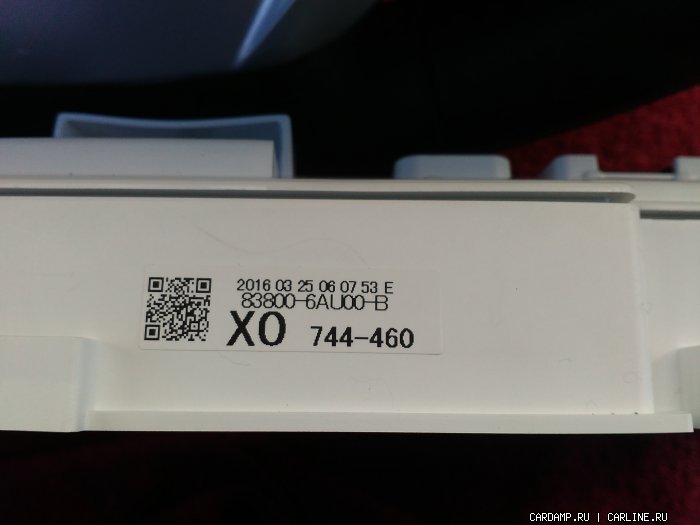 2016 03 25 06 07 53 E
83800-6AU00-B
XO 744-460
CARDAMP.RU | CARLINE.RU